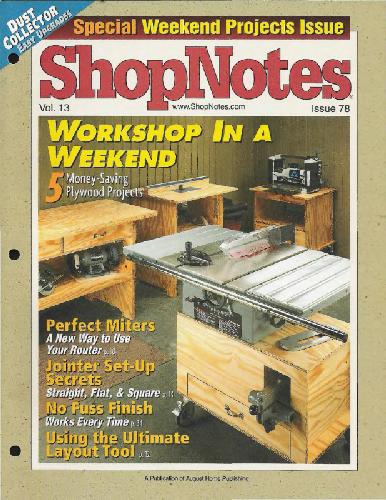 DUST
COLLECTOR
EASY UPGRADES
Special Weekend Projects Issue
ShopNotes
Vol. 13
www.ShopNotes.com
Issue 78
WORKSHOP IN A
WEEKEND
5 Money-Saving
Plywood Projects
Perfect Miters
A New Way to Use
Your Router
Jointer Set-Up
Secrets
Straight, Flat, & Square
No Fuss Finish
Works Every Time
Using the Ultimate
Layout Tool
A Publication of August Home Publishing